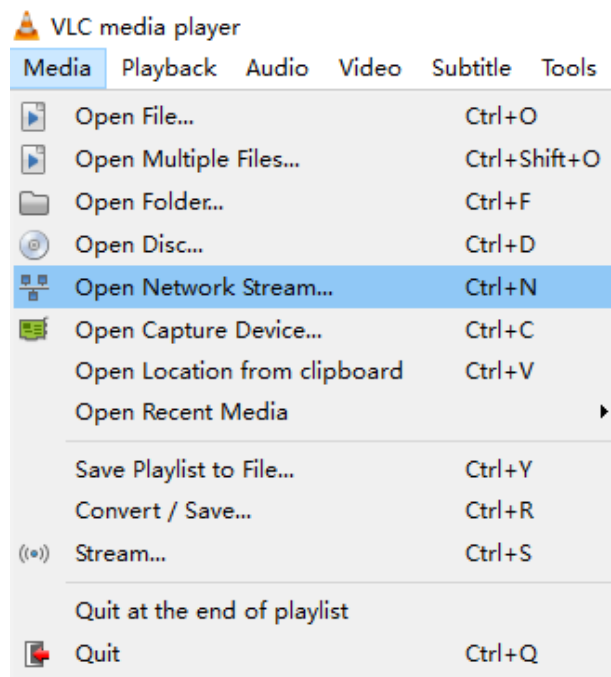 VLC media player
Media Playback Audio Video Subtitle Tools
Open File... Ctrl+O
Open Multiple Files... Ctrl+Shift+O
Open Folder... Ctrl+F
Open Disc... Ctrl+D
Open Network Stream... Ctrl+N
Open Capture Device... Ctrl+C
Open Location from clipboard Ctrl+V
Open Recent Media
Save Playlist to File... Ctrl+Y
Convert / Save... Ctrl+R
Stream... Ctrl+S
Quit at the end of playlist
Quit Ctrl+Q